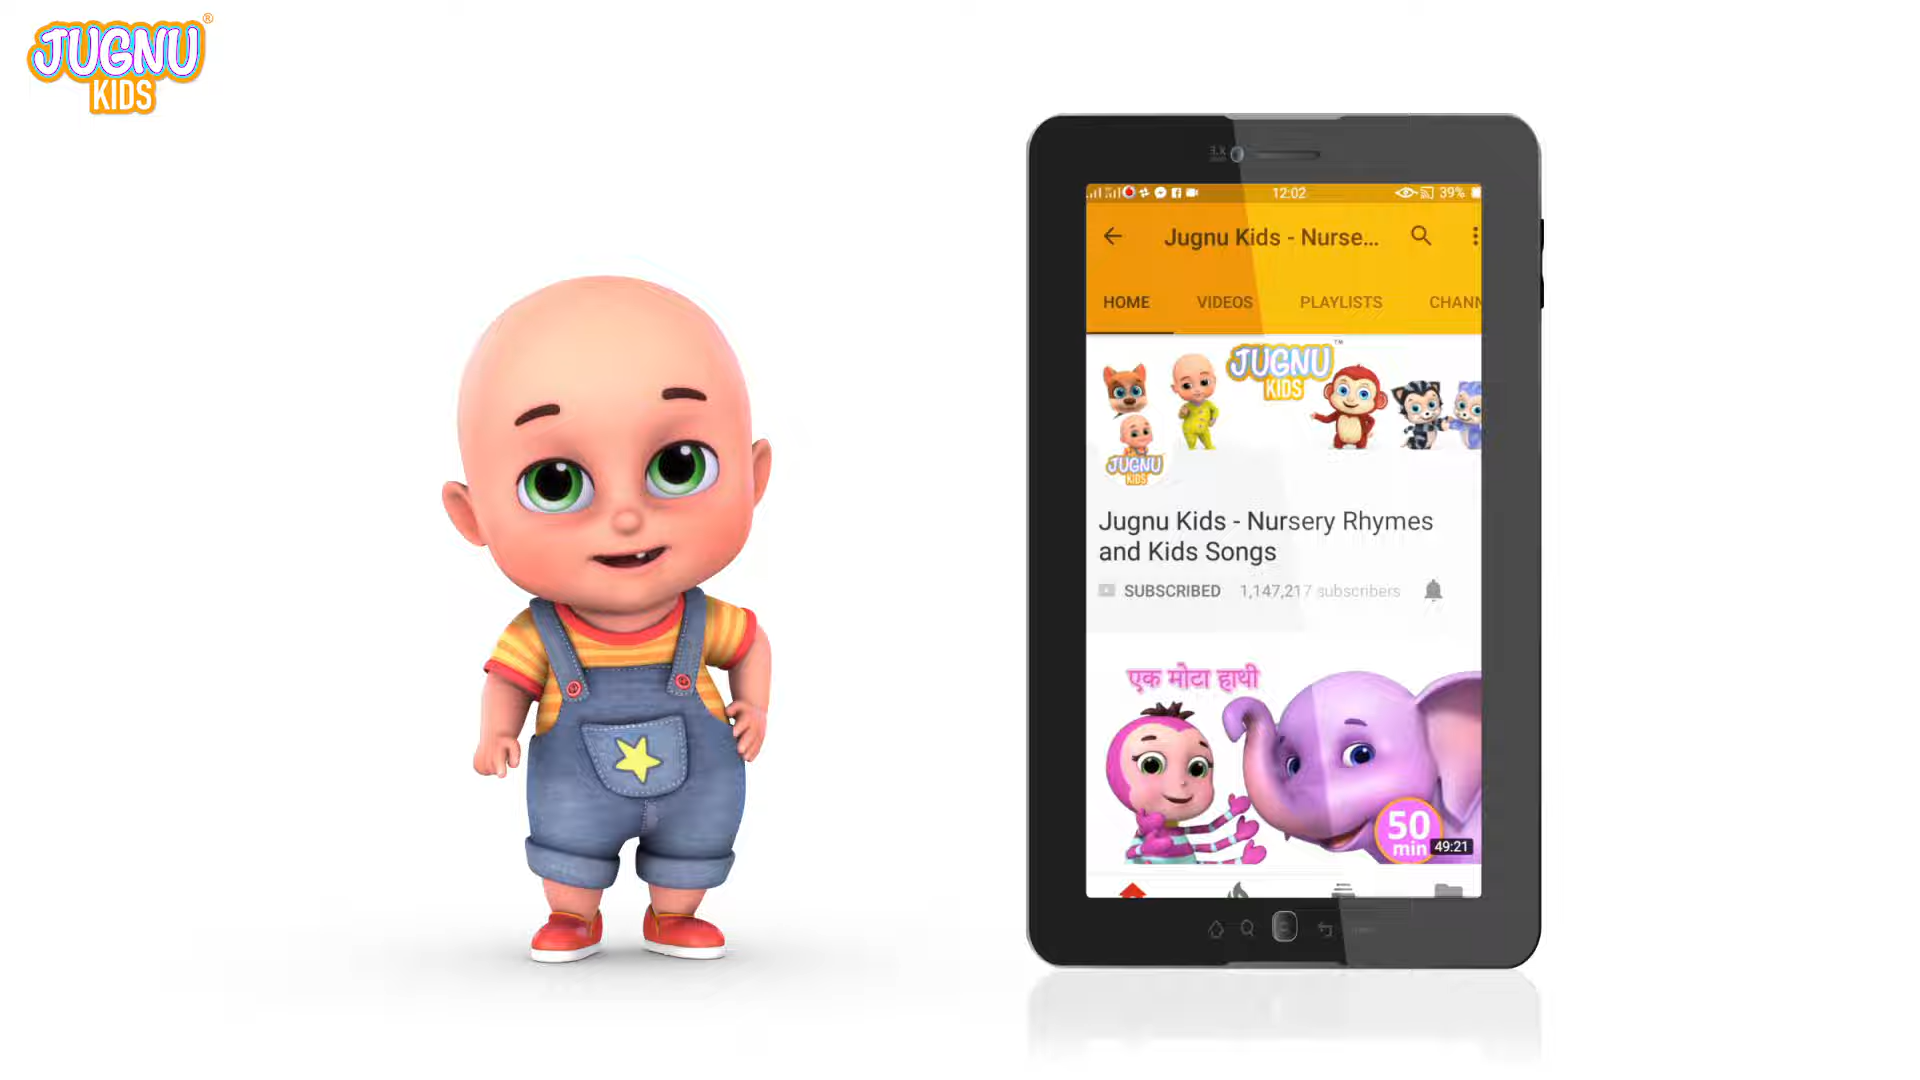 JUGNU®
KIDS
12:02
39%
Jugnu Kids - Nurse...
HOME VIDEOS PLAYLISTS CHANN
JUGNU™
KIDS
JUGNU
KIDS
Jugnu Kids - Nursery Rhymes
and Kids Songs
SUBSCRIBED 1,147,217 subscribers
एक मोटा हाथी
50
min
49:21